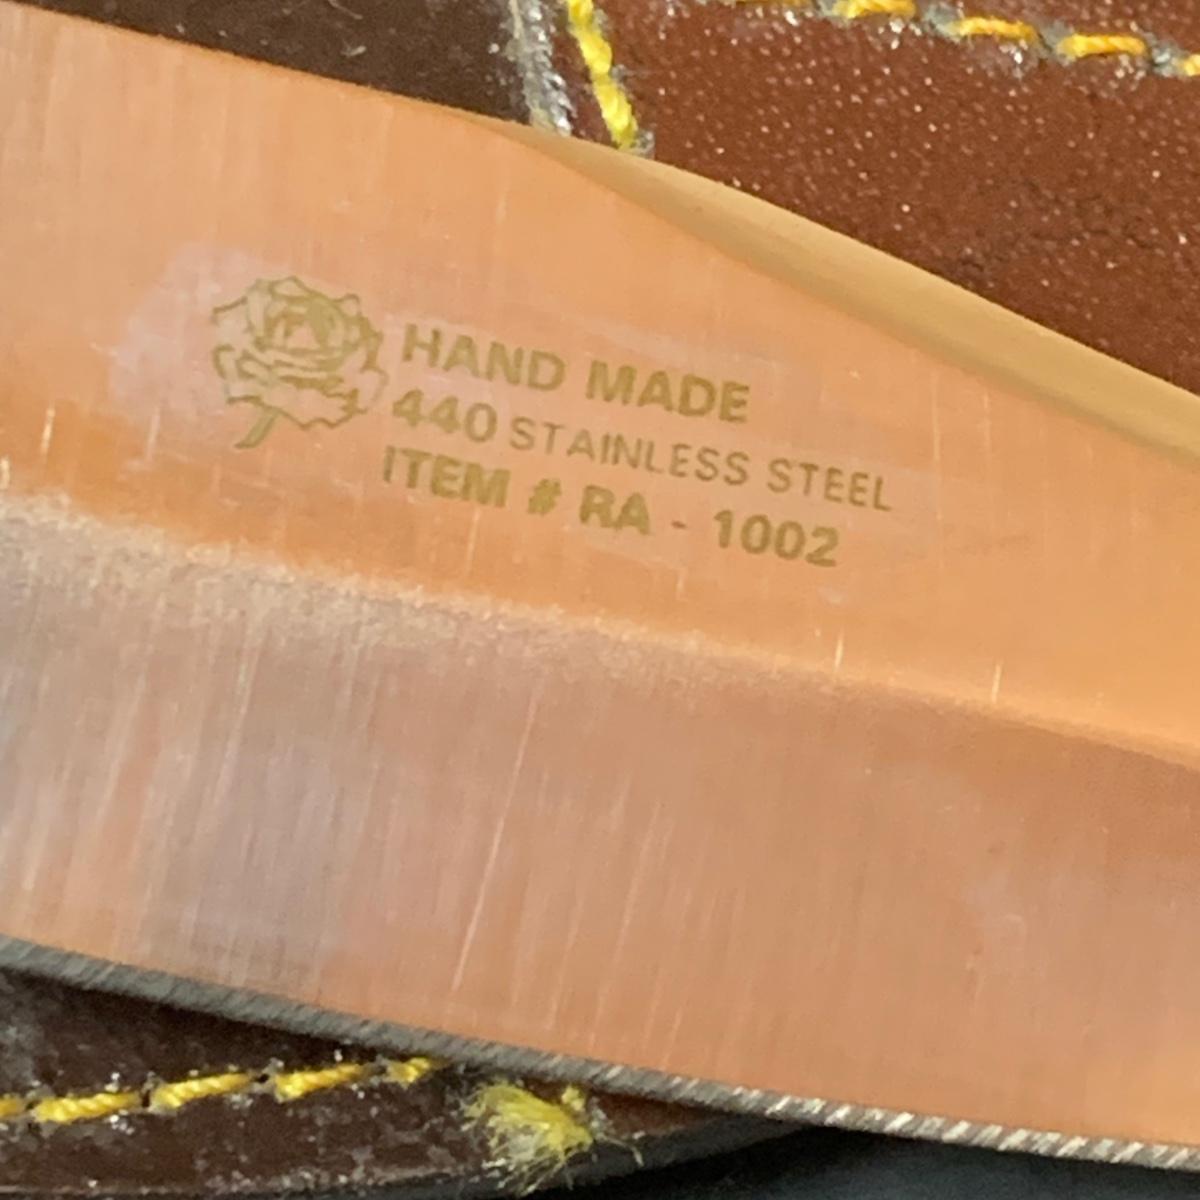 HAND MADE
440 STAINLESS STEEL
ITEM # RA - 1002